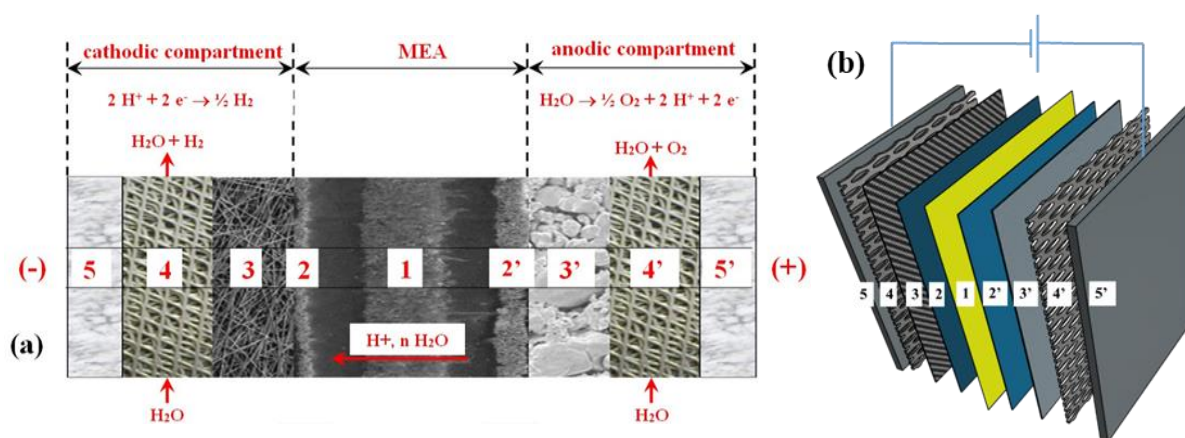 cathodic compartment MEA anodic compartment
2 H⁺ + 2 e⁻ → ½ H₂ H₂O → ½ O₂ + 2 H⁺ + 2 e⁻
H₂O + H₂ H₂O + O₂
(-) 5 4 3 2 1 2' 3' 4' 5' (+)
H+, n H₂O
(a)
H₂O H₂O
(b)
5 4 3 2 1 2' 3' 4' 5'